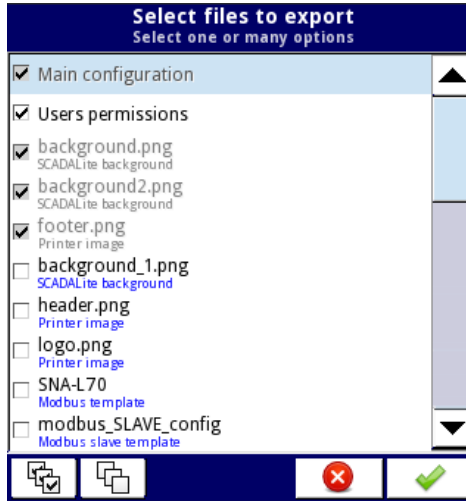 Select files to export
Select one or many options
Main configuration
Users permissions
background.png
SCADALite background
background2.png
SCADALite background
footer.png
Printer image
background_1.png
SCADALite background
header.png
Printer image
logo.png
Printer image
SNA-L70
Modbus template
modbus_SLAVE_config
Modbus slave template